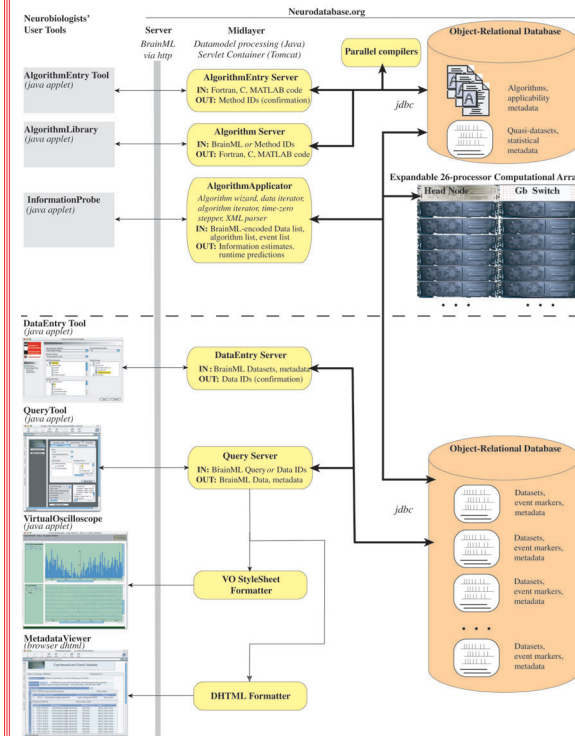 Neurobiologists'
User Tools
Neurodatabase.org
Server
BrainML
via http
Midlayer
Datamodel processing (Java)
Servlet Container (Tomcat)
AlgorithmEntry Tool
(java applet)
AlgorithmEntry Server
IN: Fortran, C, MATLAB code
OUT: Method IDs (confirmation)
Parallel compilers
jdbc
Object-Relational Database
Algorithms,
applicability
metadata
Quasi-datasets,
statistical
metadata
AlgorithmLibrary
(java applet)
Algorithm Server
IN: BrainML or Method IDs
OUT: Fortran, C, MATLAB code
InformationProbe
(java applet)
AlgorithmApplicator
Algorithm wizard, data iterator,
algorithm iterator, time-zero
stepper, XML parser
IN: BrainML-encoded Data list,
algorithm list, event list
OUT: Information estimates.
runtime predictions
Expandable 26-processor Computational Array
Head Node
Gb Switch
• • •
DataEntry Tool
(java applet)
DataEntry Server
IN: BrainML Datasets, metadata
OUT: Data IDs (confirmation)
QueryTool
(java applet)
Query Server
IN: BrainML Query or Data IDs
OUT: BrainML Data, metadata
jdbc
Object-Relational Database
Datasets,
event markers,
metadata
Datasets,
event markers,
metadata
Datasets,
event markers,
metadata
• • •
Datasets,
event markers,
metadata
VirtualOscilloscope
(java applet)
VO StyleSheet
Formatter
MetadataViewer
(browser dhtml)
DHTML Formatter